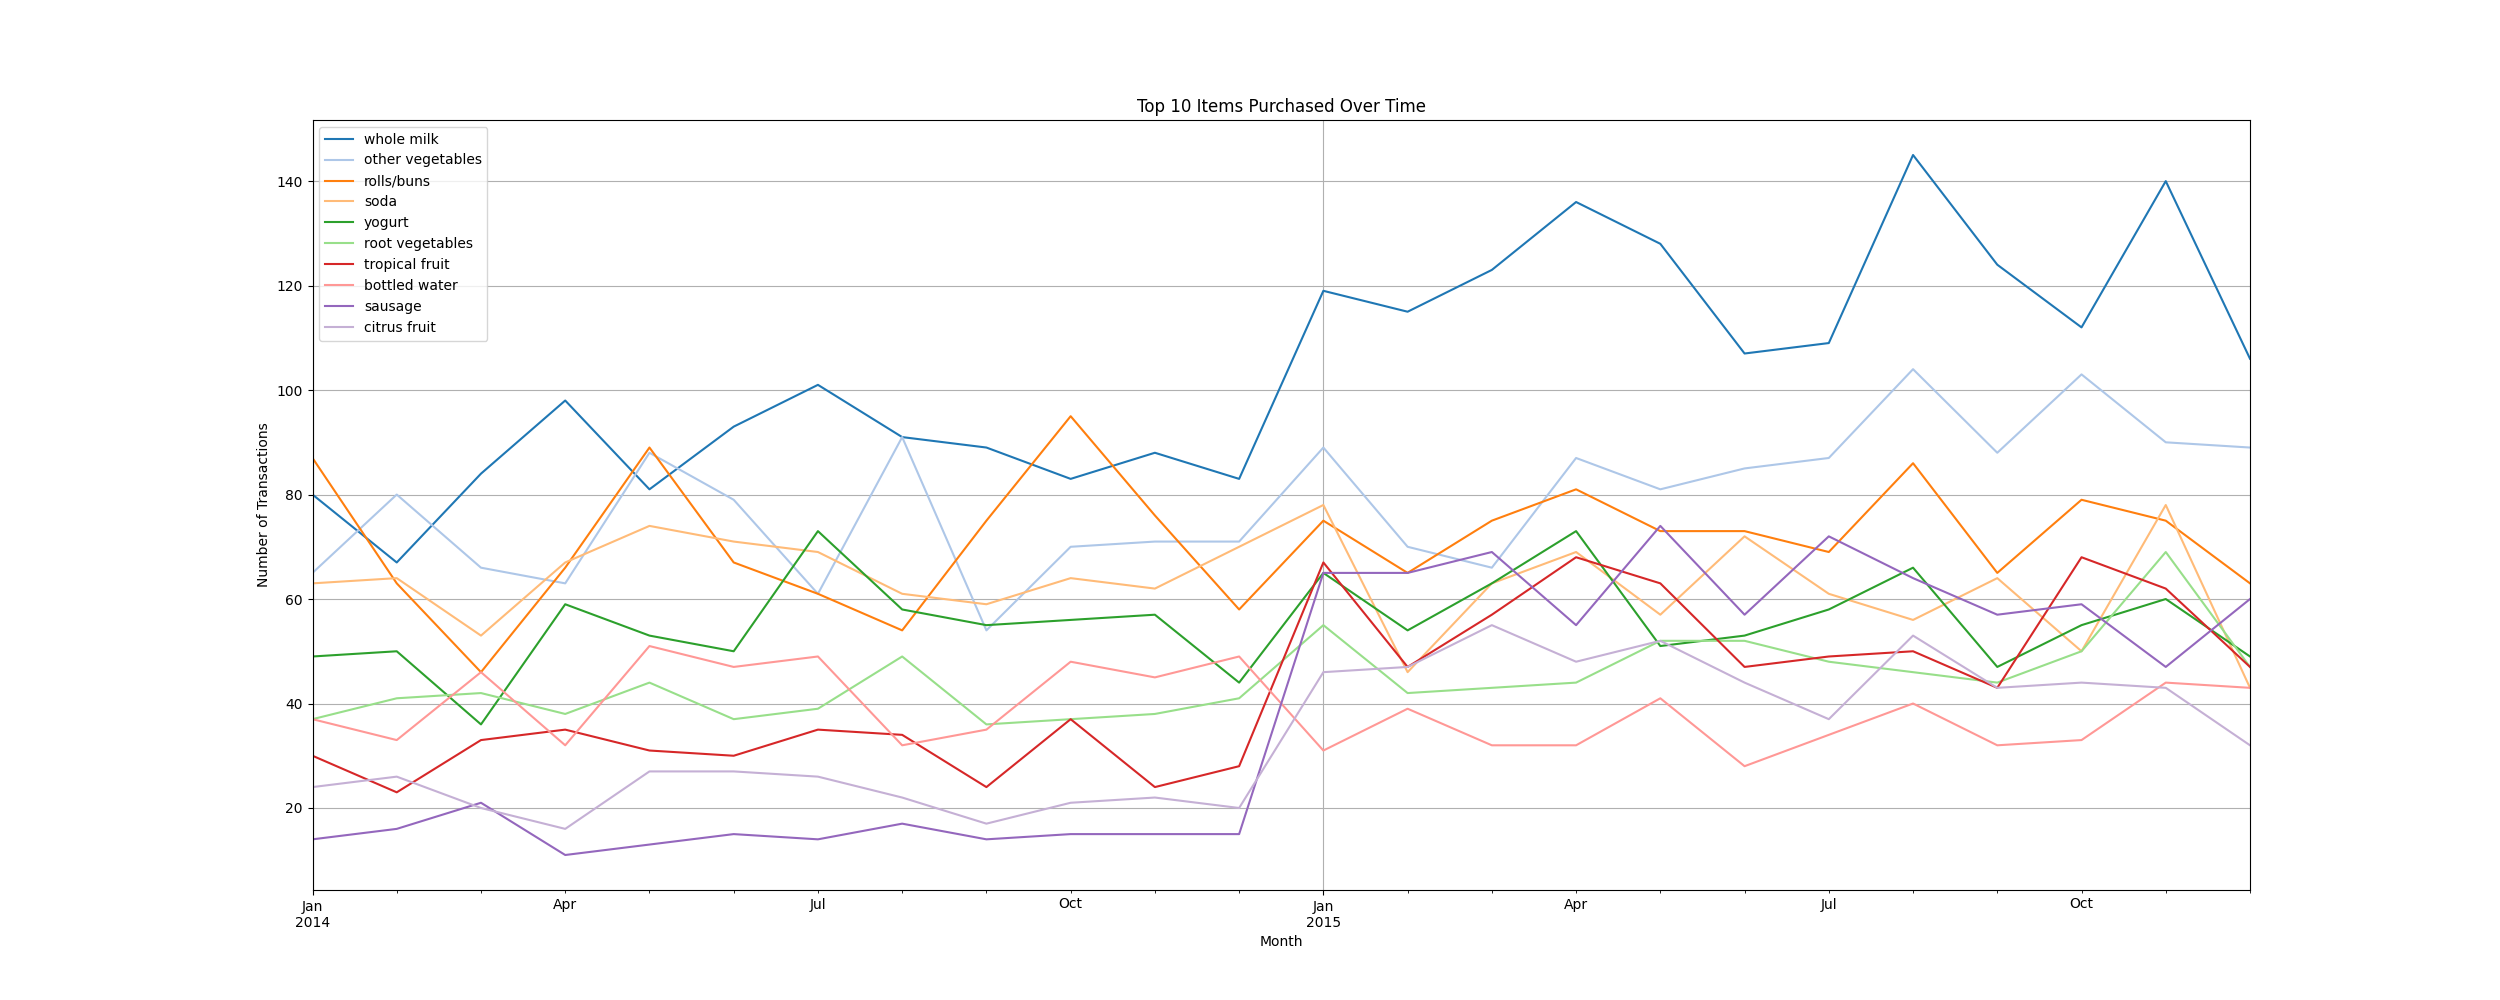 Top 10 Items Purchased Over Time
whole milk
other vegetables
rolls/buns
soda
yogurt
root vegetables
tropical fruit
bottled water
sausage
citrus fruit
Number of Transactions
140
120
100
80
60
40
20
Jan Apr Jul Oct Jan Apr Jul Oct
2014 2015
Month